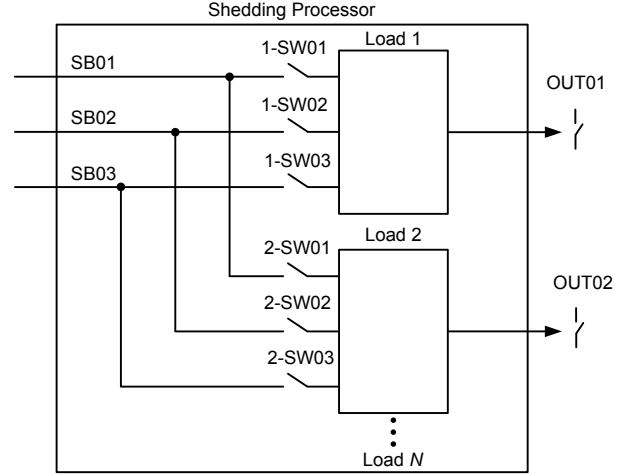 Shedding Processor
SB01
1-SW01
Load 1
OUT01
SB02
1-SW02
SB03
1-SW03
2-SW01
Load 2
OUT02
2-SW02
2-SW03
Load N